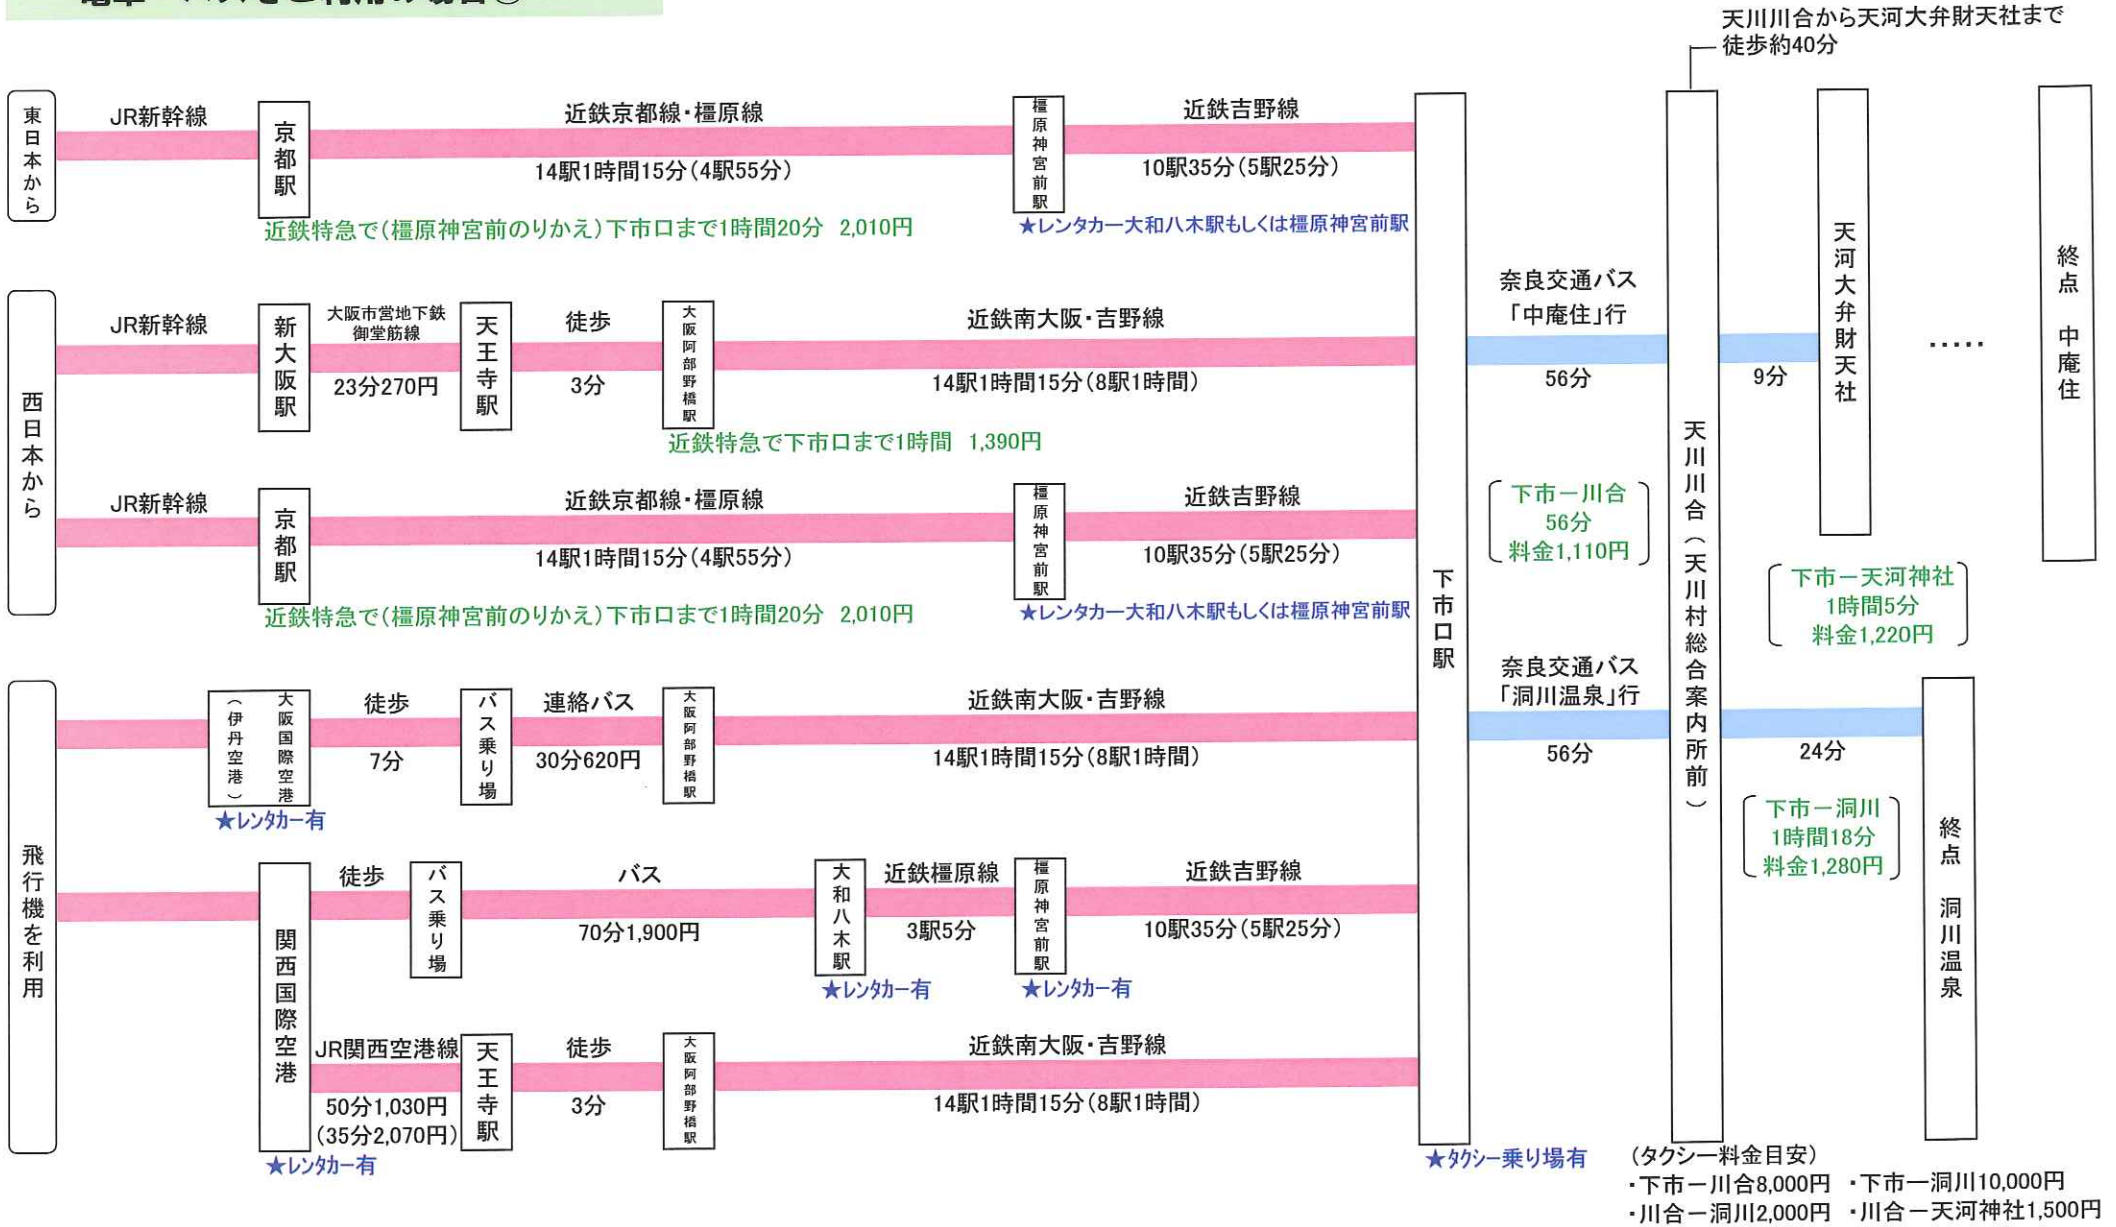 天川川合から天河大弁財天社まで
徒歩約40分
東日本から
JR新幹線
京都駅
近鉄京都線・橿原線
14駅1時間15分(4駅55分)
橿原神宮前駅
近鉄吉野線
10駅35分(5駅25分)
近鉄特急で(橿原神宮前のりかえ)下市口まで1時間20分 2,010円
★レンタカー大和八木駅もしくは橿原神宮前駅
西日本から
JR新幹線
新大阪駅
大阪市営地下鉄
御堂筋線
23分270円
天王寺駅
徒歩
3分
大阪阿部野橋駅
近鉄南大阪・吉野線
14駅1時間15分(8駅1時間)
近鉄特急で下市口まで1時間 1,390円
JR新幹線
京都駅
近鉄京都線・橿原線
14駅1時間15分(4駅55分)
橿原神宮前駅
近鉄吉野線
10駅35分(5駅25分)
近鉄特急で(橿原神宮前のりかえ)下市口まで1時間20分 2,010円
★レンタカー大和八木駅もしくは橿原神宮前駅
飛行機を利用
大阪国際空港
(伊丹空港)
★レンタカー有
徒歩
7分
バス乗り場
連絡バス
30分620円
大阪阿部野橋駅
近鉄南大阪・吉野線
14駅1時間15分(8駅1時間)
関西国際空港
★レンタカー有
徒歩
バス乗り場
バス
70分1,900円
大和八木駅
★レンタカー有
近鉄橿原線
3駅5分
橿原神宮前駅
★レンタカー有
近鉄吉野線
10駅35分(5駅25分)
JR関西空港線
50分1,030円
(35分2,070円)
天王寺駅
徒歩
3分
大阪阿部野橋駅
近鉄南大阪・吉野線
14駅1時間15分(8駅1時間)
下市口駅
★タクシー乗り場有
奈良交通バス
「中庵住」行
56分
下市ー川合
56分
料金1,110円
奈良交通バス
「洞川温泉」行
56分
天川川合(天川村総合案内所前)
9分
天河大弁財天社
・・・・・
終点 中庵住
下市ー天河神社
1時間5分
料金1,220円
24分
下市ー洞川
1時間18分
料金1,280円
終点 洞川温泉
(タクシー料金目安)
・下市ー川合8,000円 ・下市ー洞川10,000円
・川合ー洞川2,000円 ・川合ー天河神社1,500円